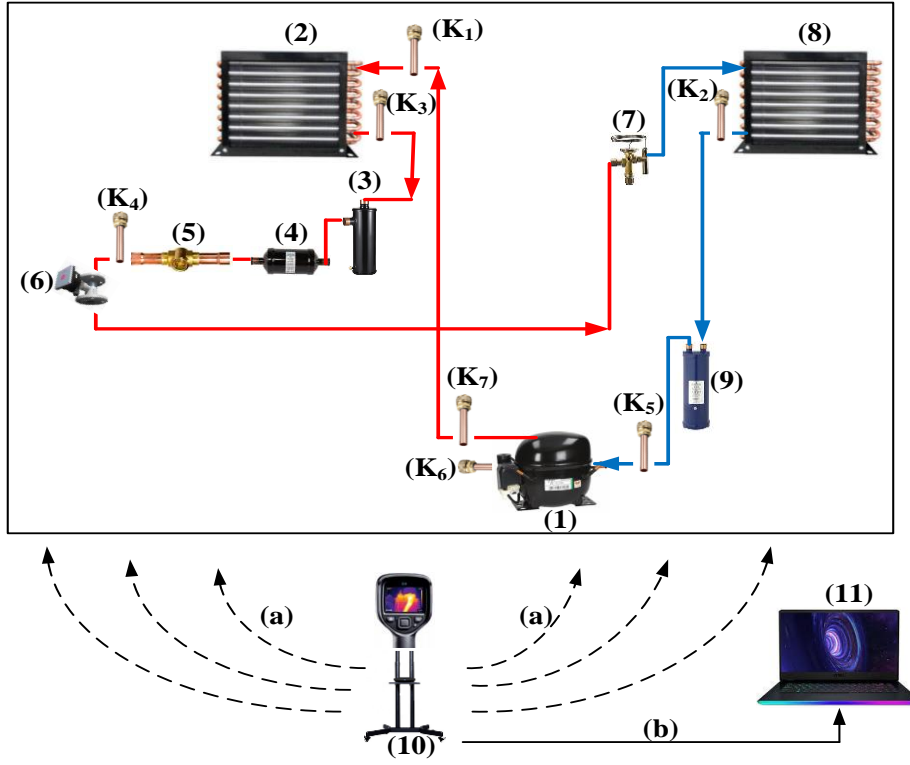 (2)
(K₁)
(8)
(K₃)
(K₂)
(7)
(3)
(K₄)
(5)
(4)
(6)
(9)
(K₇)
(K₅)
(K₆)
(1)
(a)
(a)
(11)
(b)
(10)